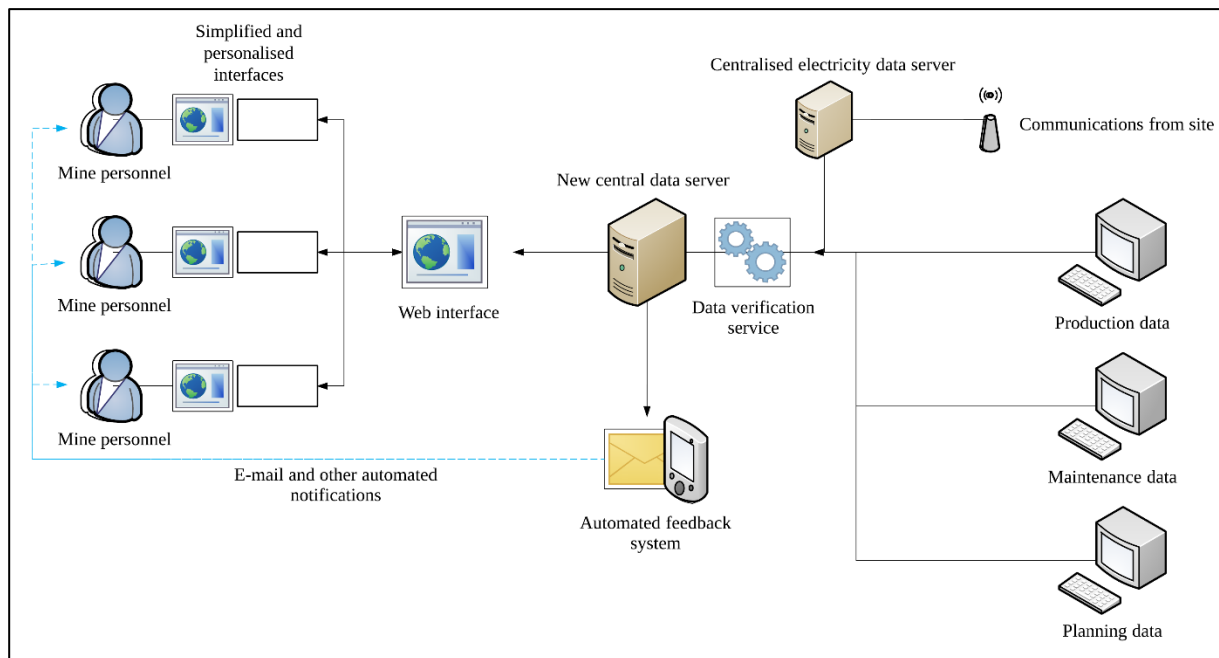 Simplified and
personalised
interfaces
Centralised electricity data server
Communications from site
Mine personnel
New central data server
Mine personnel
Web interface
Data verification
service
Production data
Mine personnel
E-mail and other automated
notifications
Automated feedback
system
Maintenance data
Planning data